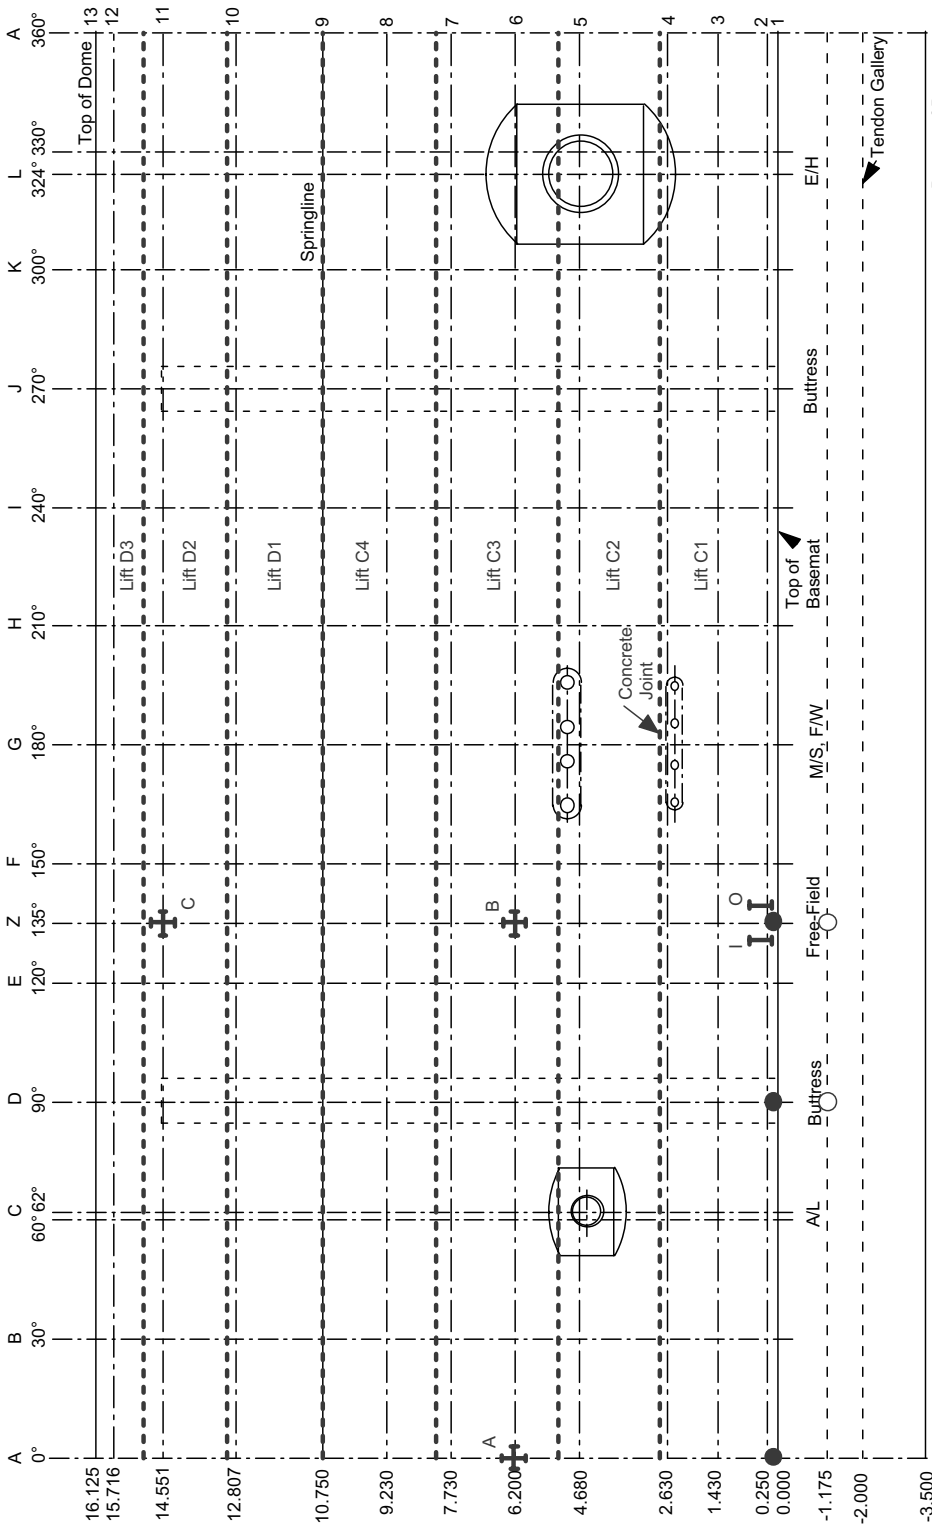 A 0°
B 30°
60°
C 62°
D 90°
E 120°
Z 135°
F 150°
G 180°
H 210°
I 240°
J 270°
K 300°
L 324°
330°
A 360°
16.125
15.716
14.551
12.807
10.750
9.230
7.730
6.200
4.680
2.630
1.430
0.250
0.000
-1.175
-2.000
-3.500
13
12
11
10
9
8
7
6
5
4
3
2
1
Top of Dome
Springline
Lift D3
Lift D2
Lift D1
Lift C4
Lift C3
Lift C2
Lift C1
Concrete
Joint
Top of
Basemat
Tendon Gallery
A
B
C
I
O
A/L
Buttress
Free-Field
M/S, F/W
Buttress
E/H